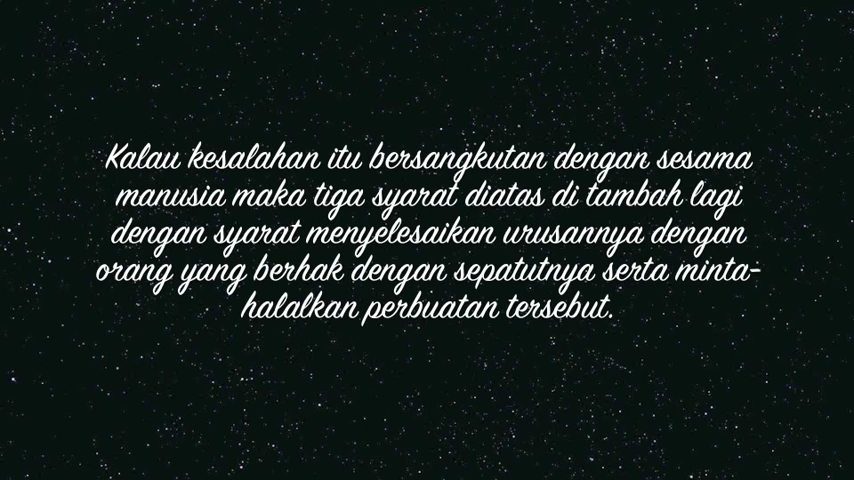 Kalau kesalahan itu bersangkutan dengan sesama
manusia maka tiga syarat diatas di tambah lagi
dengan syarat menyelesaikan urusannya dengan
orang yang berhak dengan sepatutnya serta minta-
halalkan perbuatan tersebut.